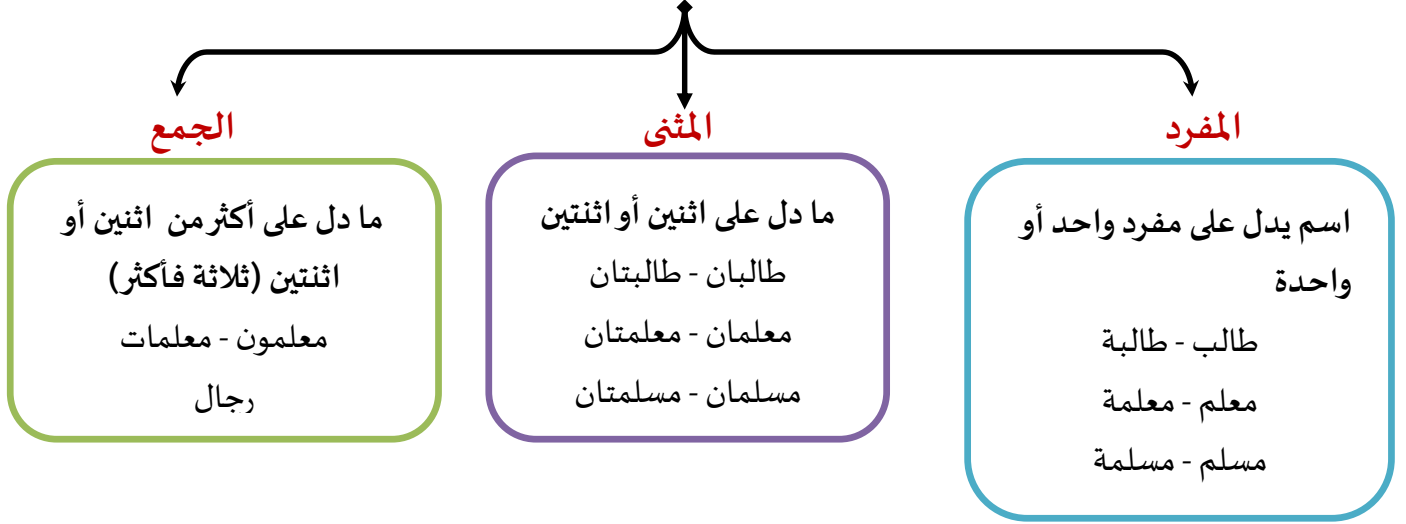 المفرد
اسم يدل على مفرد واحد أو
واحدة
طالب - طالبة
معلم - معلمة
مسلم - مسلمة
المثنى
ما دل على اثنين أو اثنتين
طالبان - طالبتان
معلمان - معلمتان
مسلمان - مسلمتان
الجمع
ما دل على أكثر من اثنين أو
اثنتين (ثلاثة فأكثر)
معلمون - معلمات
رجال